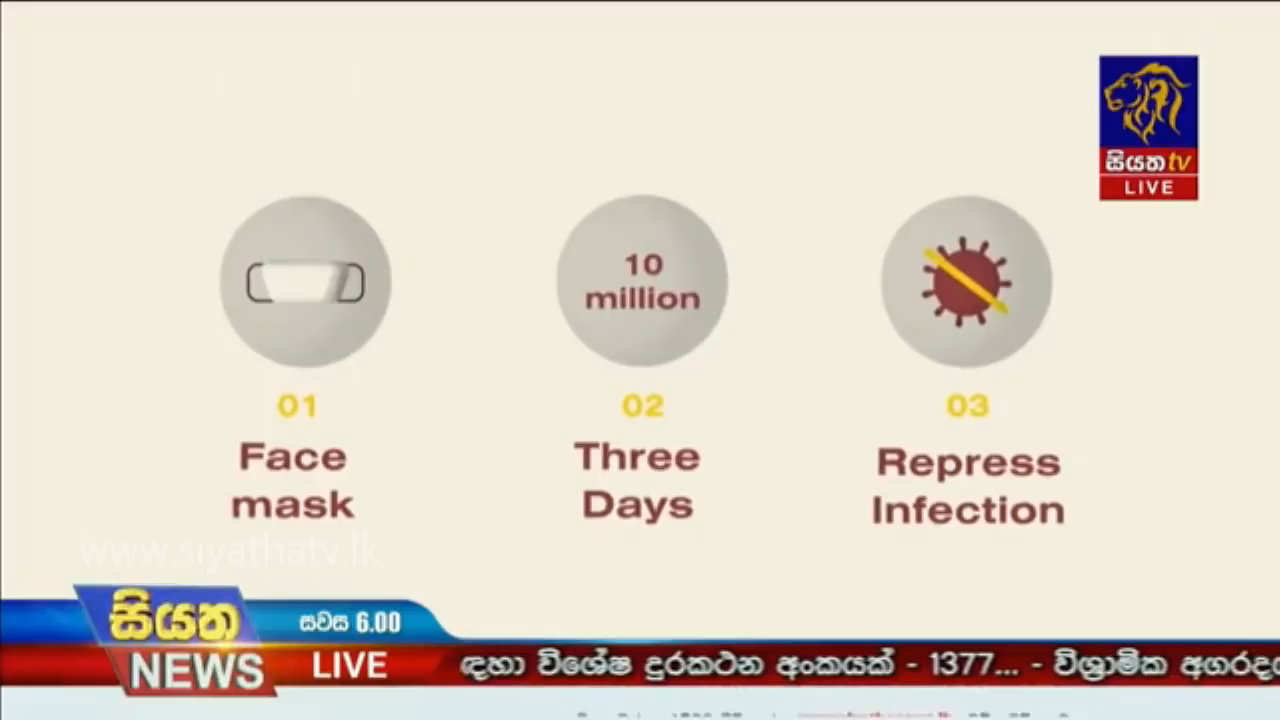 සියත tv
LIVE
10
million
01
Face
mask
02
Three
Days
03
Repress
Infection
www.siyathatv.lk
සියත
NEWS
සවස 6.00
LIVE
දහා විශේෂ දුරකථන අංකයක් - 1377... - විශ්‍රාමික